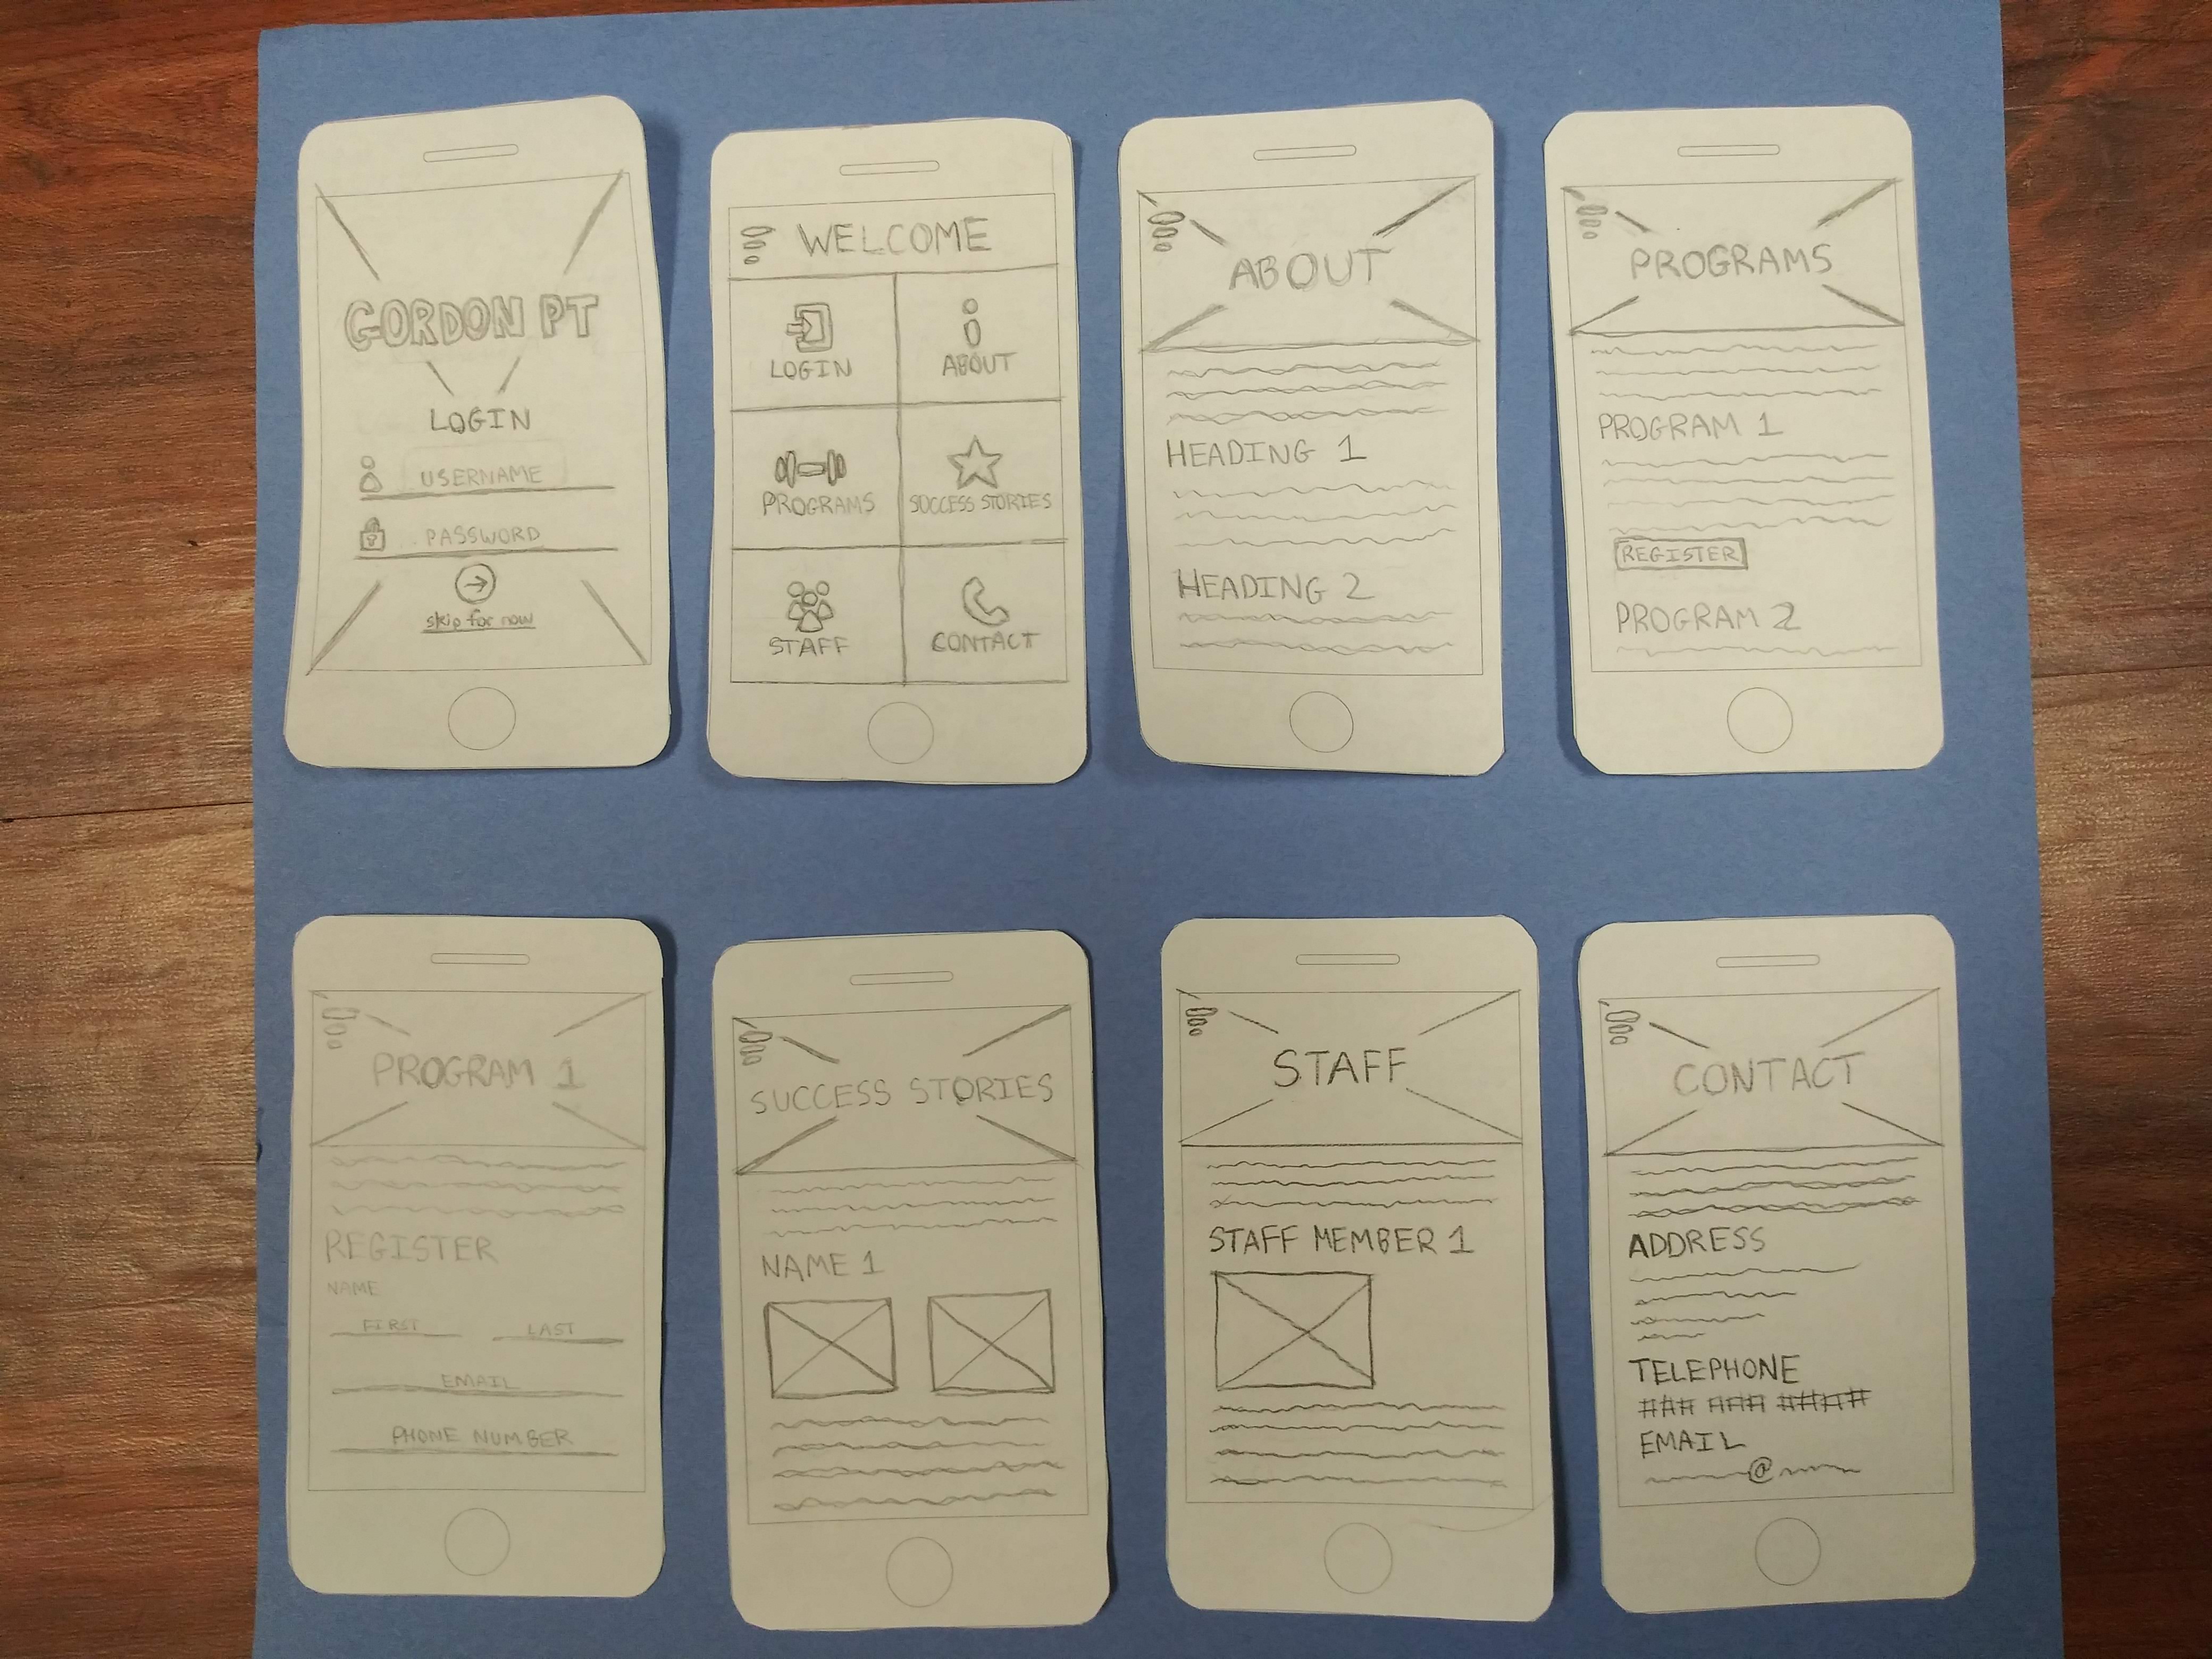 GORDON PT
LOGIN
USERNAME
PASSWORD
skip for now
WELCOME
LOGIN
ABOUT
PROGRAMS
SUCCESS STORIES
STAFF
CONTACT
ABOUT
HEADING 1
HEADING 2
PROGRAMS
PROGRAM 1
REGISTER
PROGRAM 2
PROGRAM 1
REGISTER
NAME
FIRST LAST
EMAIL
PHONE NUMBER
SUCCESS STORIES
NAME 1
STAFF
STAFF MEMBER 1
CONTACT
ADDRESS
TELEPHONE
### ### ####
EMAIL
@